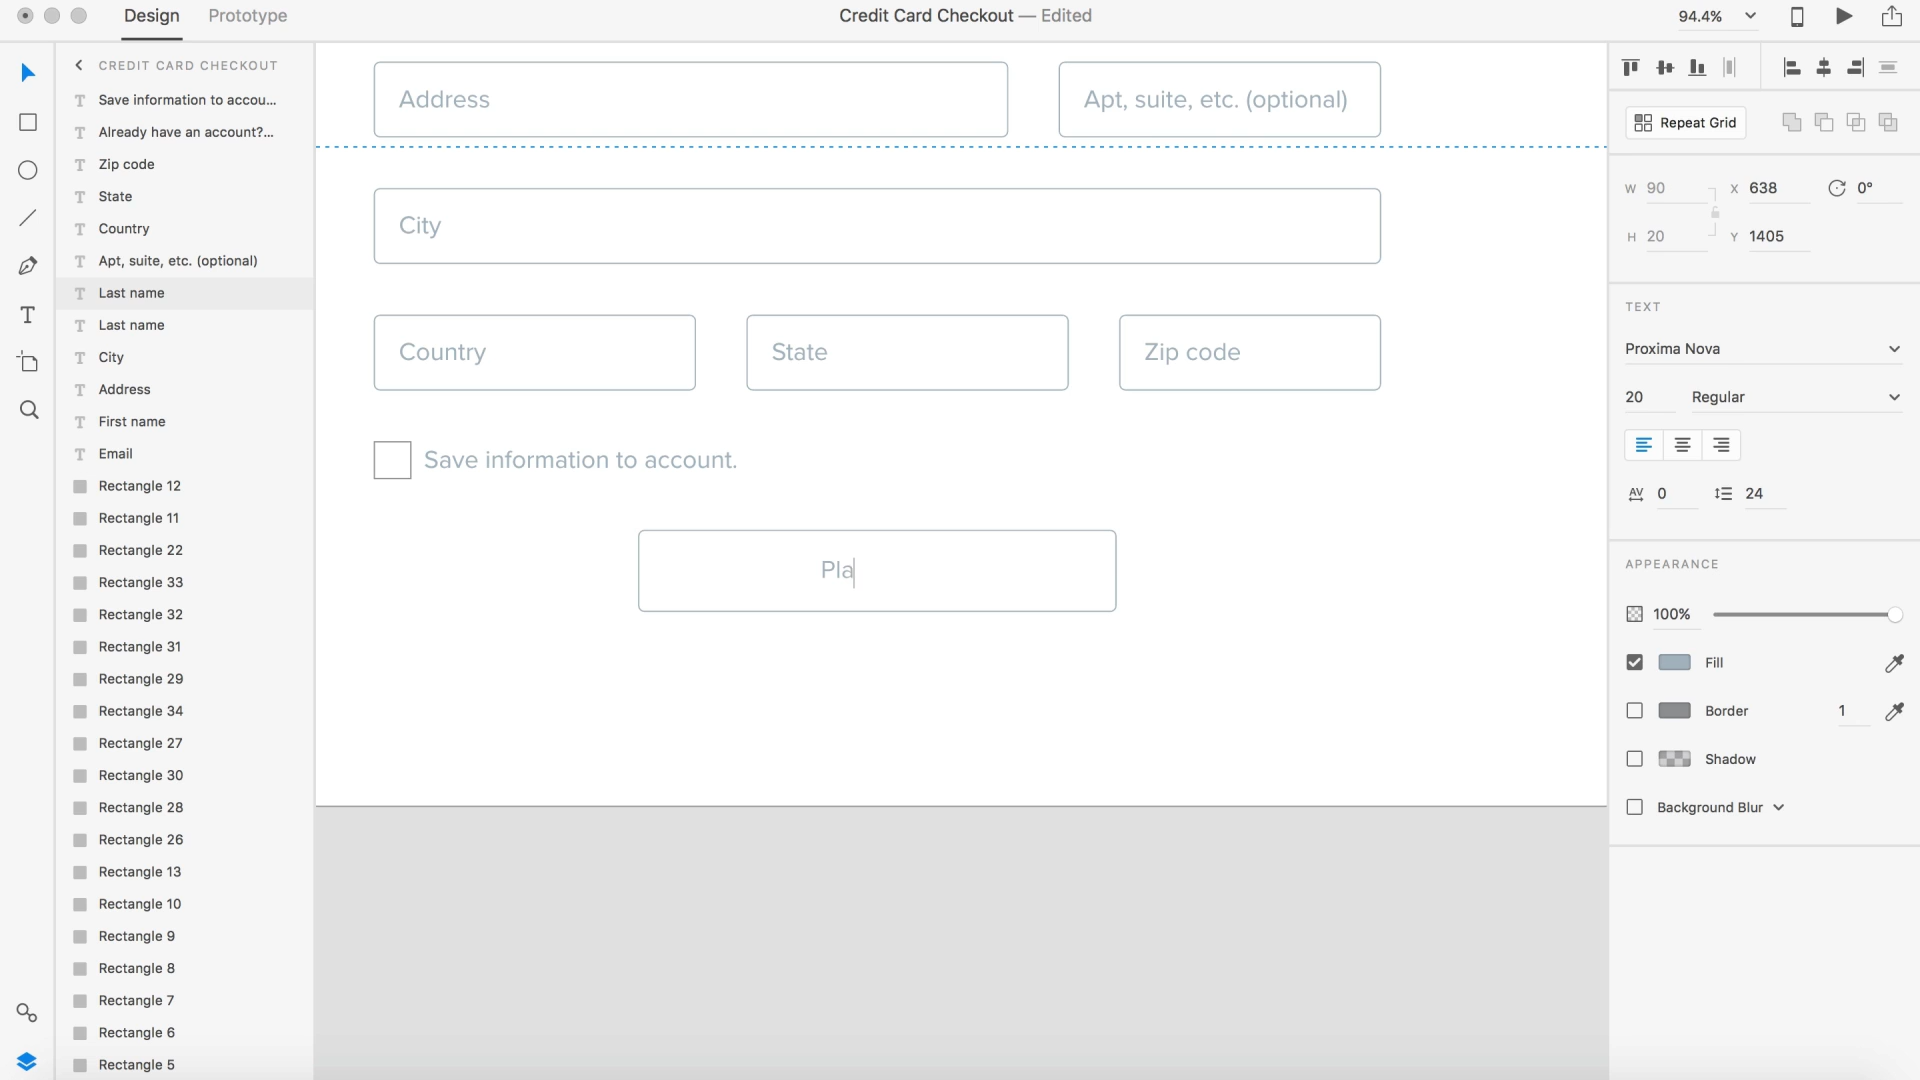 Design Prototype Credit Card Checkout — Edited 94.4%
CREDIT CARD CHECKOUT
Save information to accou...
Already have an account?...
Zip code
State
Country
Apt, suite, etc. (optional)
Last name
Last name
City
Address
First name
Email
Rectangle 12
Rectangle 11
Rectangle 22
Rectangle 33
Rectangle 32
Rectangle 31
Rectangle 29
Rectangle 34
Rectangle 27
Rectangle 30
Rectangle 28
Rectangle 26
Rectangle 13
Rectangle 10
Rectangle 9
Rectangle 8
Rectangle 7
Rectangle 6
Rectangle 5
Address Apt, suite, etc. (optional)
City
Country State Zip code
Save information to account.
Pla
Repeat Grid
W 90 X 638 0°
H 20 Y 1405
TEXT
Proxima Nova
20 Regular
AV 0 24
APPEARANCE
100%
Fill
Border 1
Shadow
Background Blur